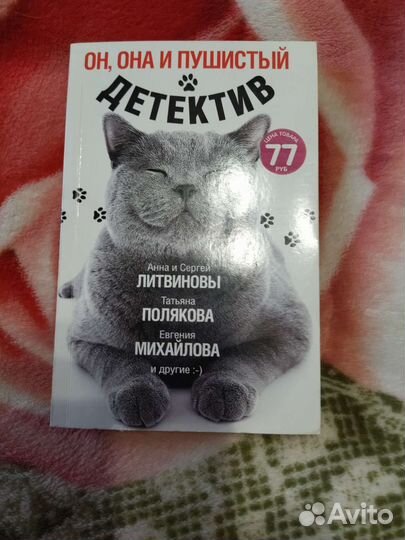 ОН, ОНА И ПУШИСТЫЙ
ДЕТЕКТИВ
ЦЕНА ТОВАРА
77
РУБ
Анна и Сергей
ЛИТВИНОВЫ
Татьяна
ПОЛЯКОВА
Евгения
МИХАЙЛОВА
и другие :-)
Avito